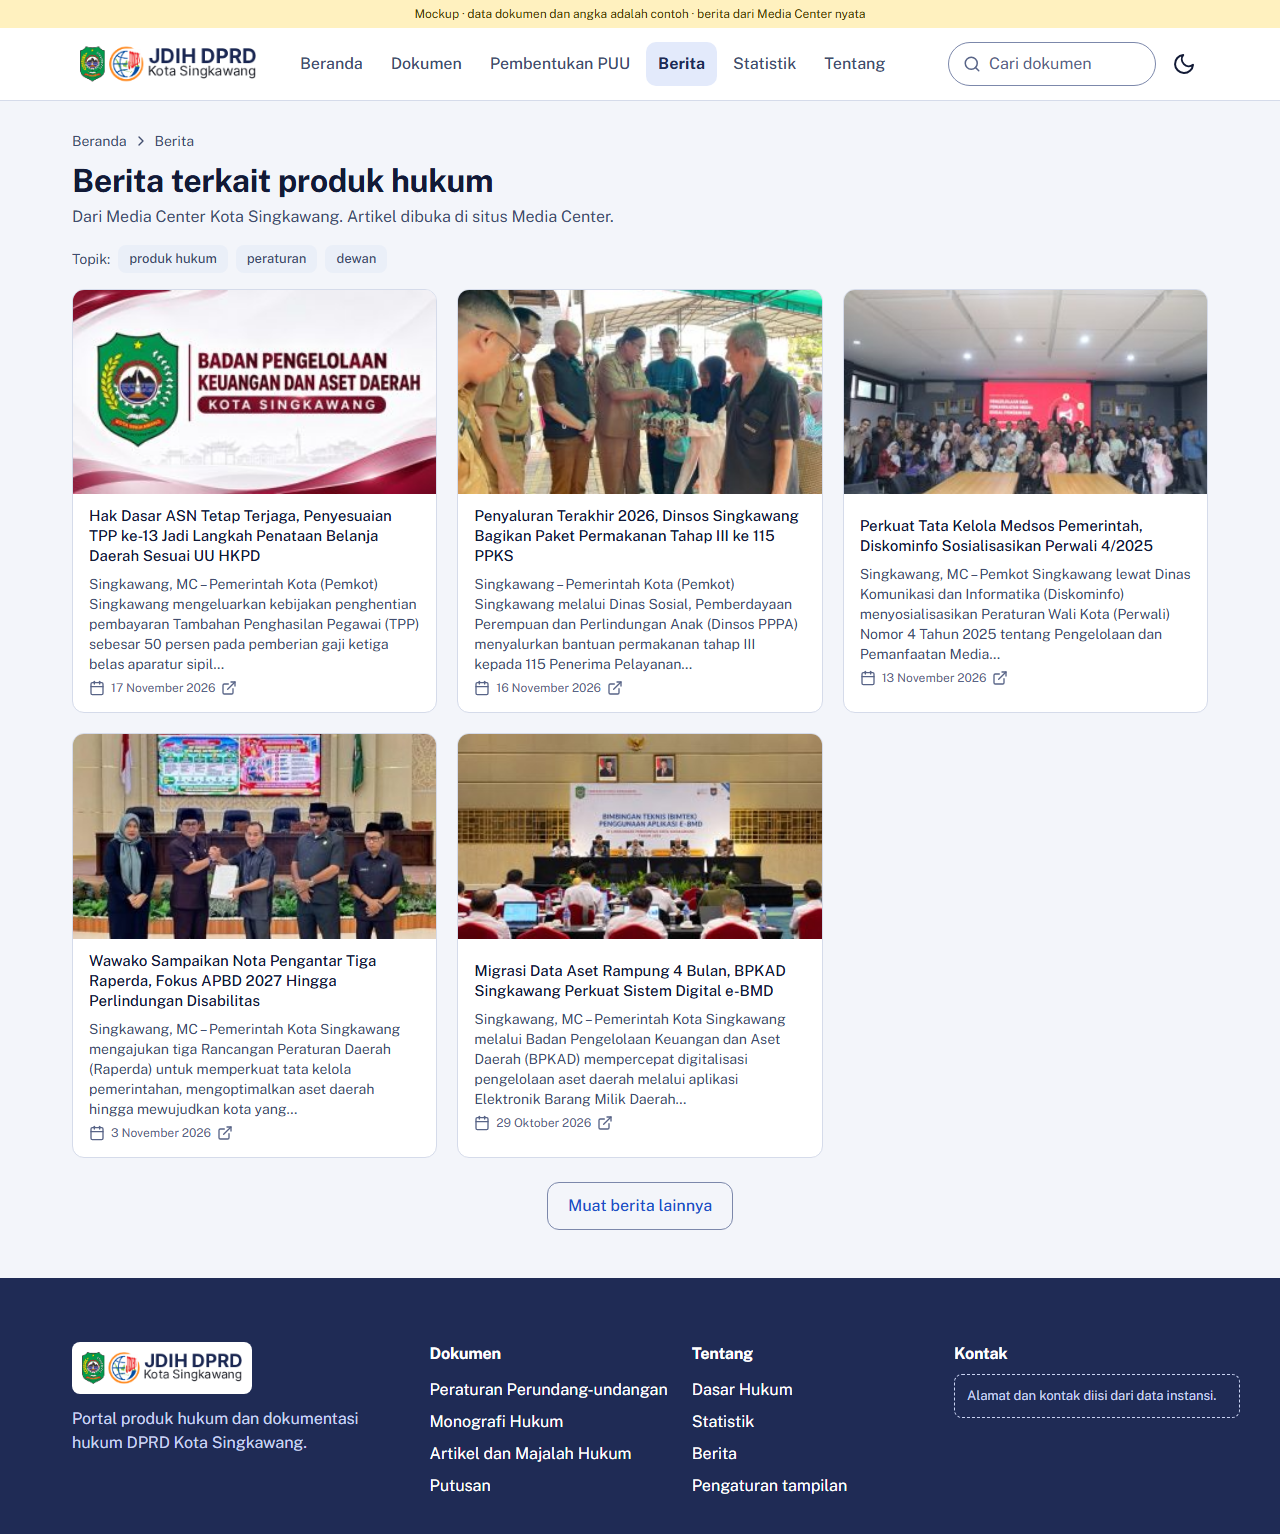 Mockup · data dokumen dan angka adalah contoh · berita dari Media Center nyata
JDIH DPRD
Kota Singkawang
Beranda
Dokumen
Pembentukan PUU
Berita
Statistik
Tentang
Cari dokumen
Beranda > Berita
Berita terkait produk hukum
Dari Media Center Kota Singkawang. Artikel dibuka di situs Media Center.
Topik: produk hukum peraturan dewan
BADAN PENGELOLAAN
KEUANGAN DAN ASET DAERAH
KOTA SINGKAWANG
Hak Dasar ASN Tetap Terjaga, Penyesuaian
TPP ke-13 Jadi Langkah Penataan Belanja
Daerah Sesuai UU HKPD
Singkawang, MC – Pemerintah Kota (Pemkot)
Singkawang mengeluarkan kebijakan penghentian
pembayaran Tambahan Penghasilan Pegawai (TPP)
sebesar 50 persen pada pemberian gaji ketiga
belas aparatur sipil...
17 November 2026
Penyaluran Terakhir 2026, Dinsos Singkawang
Bagikan Paket Permakanan Tahap III ke 115
PPKS
Singkawang – Pemerintah Kota (Pemkot)
Singkawang melalui Dinas Sosial, Pemberdayaan
Perempuan dan Perlindungan Anak (Dinsos PPPA)
menyalurkan bantuan permakanan tahap III
kepada 115 Penerima Pelayanan...
16 November 2026
Perkuat Tata Kelola Medsos Pemerintah,
Diskominfo Sosialisasikan Perwali 4/2025
Singkawang, MC – Pemkot Singkawang lewat Dinas
Komunikasi dan Informatika (Diskominfo)
menyosialisasikan Peraturan Wali Kota (Perwali)
Nomor 4 Tahun 2025 tentang Pengelolaan dan
Pemanfaatan Media...
13 November 2026
Wawako Sampaikan Nota Pengantar Tiga
Raperda, Fokus APBD 2027 Hingga
Perlindungan Disabilitas
Singkawang, MC – Pemerintah Kota Singkawang
mengajukan tiga Rancangan Peraturan Daerah
(Raperda) untuk memperkuat tata kelola
pemerintahan, mengoptimalkan aset daerah
hingga mewujudkan kota yang...
3 November 2026
BIMBINGAN TEKNIS (BIMTEK)
PENGGUNAAN APLIKASI E-BMD
Migrasi Data Aset Rampung 4 Bulan, BPKAD
Singkawang Perkuat Sistem Digital e-BMD
Singkawang, MC – Pemerintah Kota Singkawang
melalui Badan Pengelolaan Keuangan dan Aset
Daerah (BPKAD) mempercepat digitalisasi
pengelolaan aset daerah melalui aplikasi
Elektronik Barang Milik Daerah...
29 Oktober 2026
Muat berita lainnya
JDIH DPRD
Kota Singkawang
Portal produk hukum dan dokumentasi
hukum DPRD Kota Singkawang.
Dokumen
Peraturan Perundang-undangan
Monografi Hukum
Artikel dan Majalah Hukum
Putusan
Tentang
Dasar Hukum
Statistik
Berita
Pengaturan tampilan
Kontak
Alamat dan kontak diisi dari data instansi.